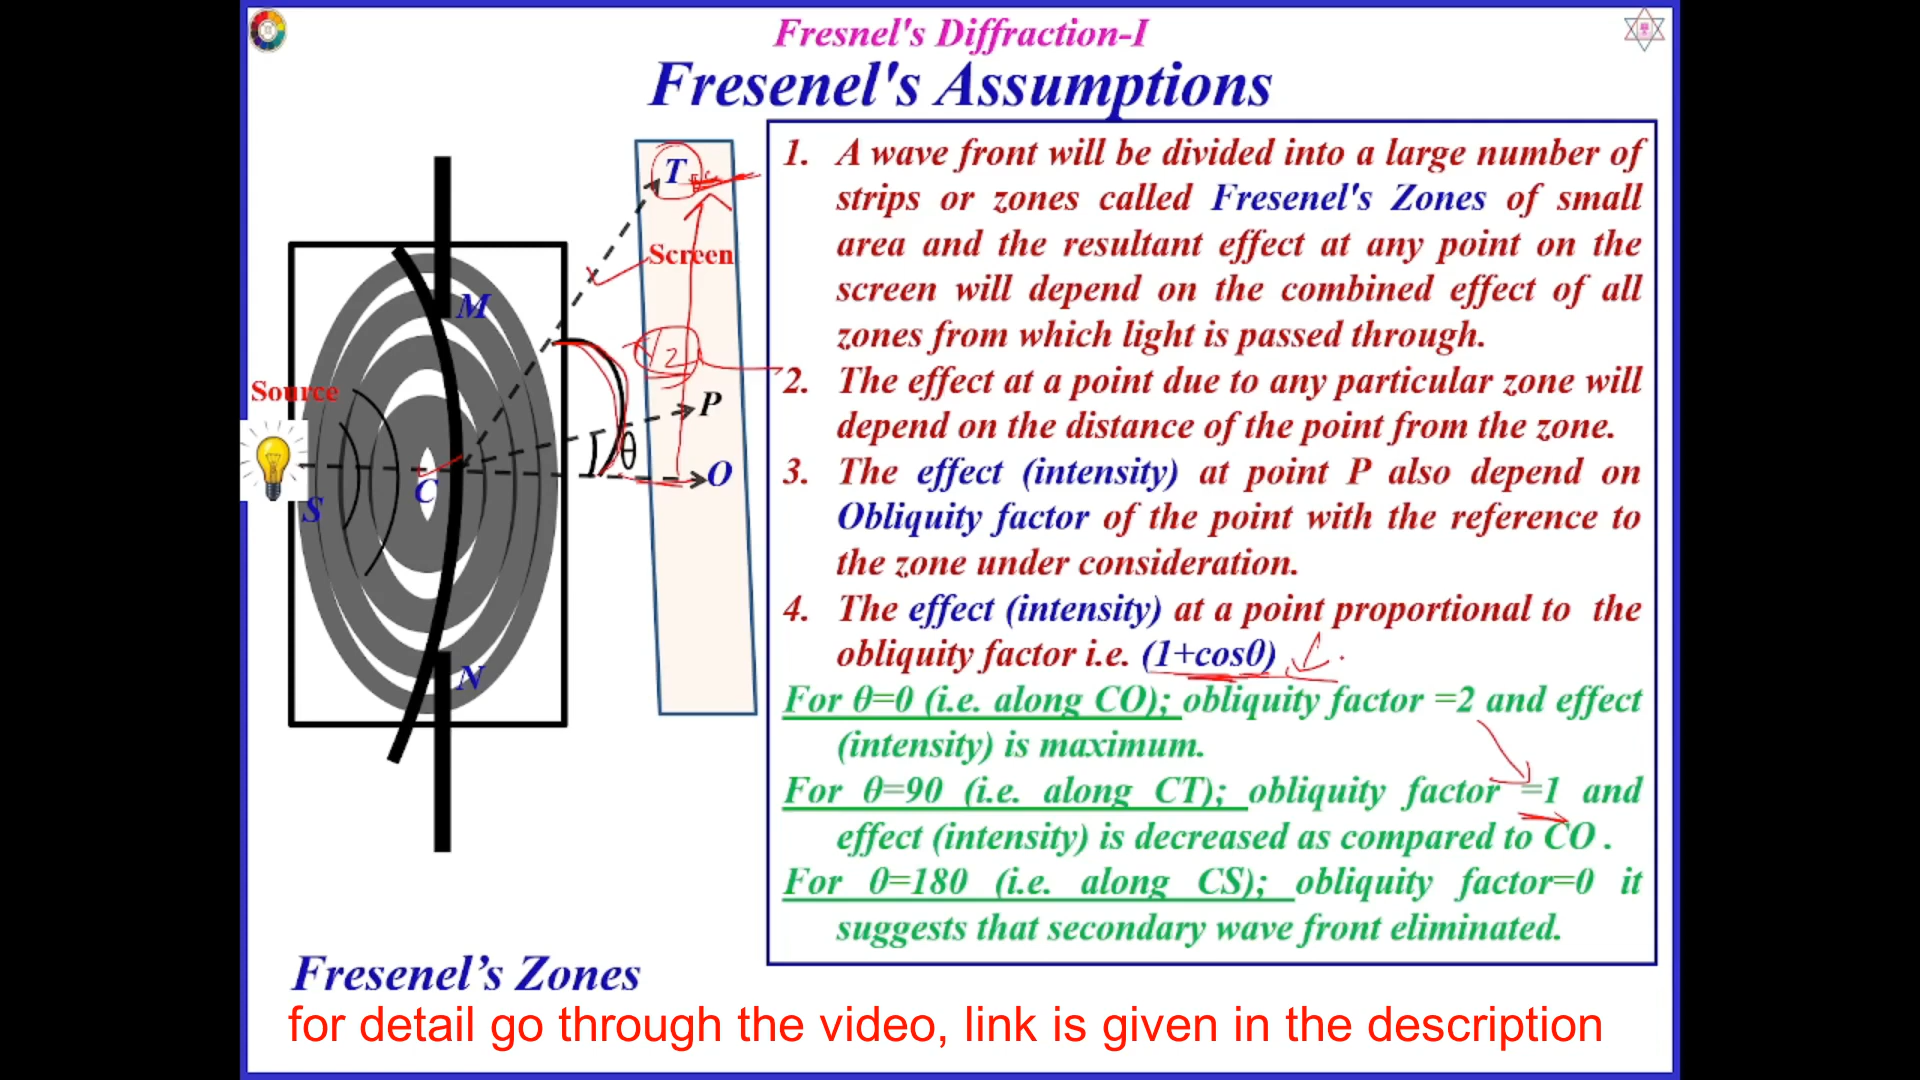 Fresnel's Diffraction-I
Fresenel's Assumptions
1. A wave front will be divided into a large number of
strips or zones called Fresenel's Zones of small
area and the resultant effect at any point on the
screen will depend on the combined effect of all
zones from which light is passed through.
2. The effect at a point due to any particular zone will
depend on the distance of the point from the zone.
3. The effect (intensity) at point P also depend on
Obliquity factor of the point with the reference to
the zone under consideration.
4. The effect (intensity) at a point proportional to the
obliquity factor i.e. (1+cosθ)
For θ=0 (i.e. along CO); obliquity factor =2 and effect
(intensity) is maximum.
For θ=90 (i.e. along CT); obliquity factor =1 and
effect (intensity) is decreased as compared to CO .
For θ=180 (i.e. along CS); obliquity factor=0 it
suggests that secondary wave front eliminated.
T
Screen
M
Source
P
θ
O
C
S
N
Fresenel’s Zones
for detail go through the video, link is given in the description